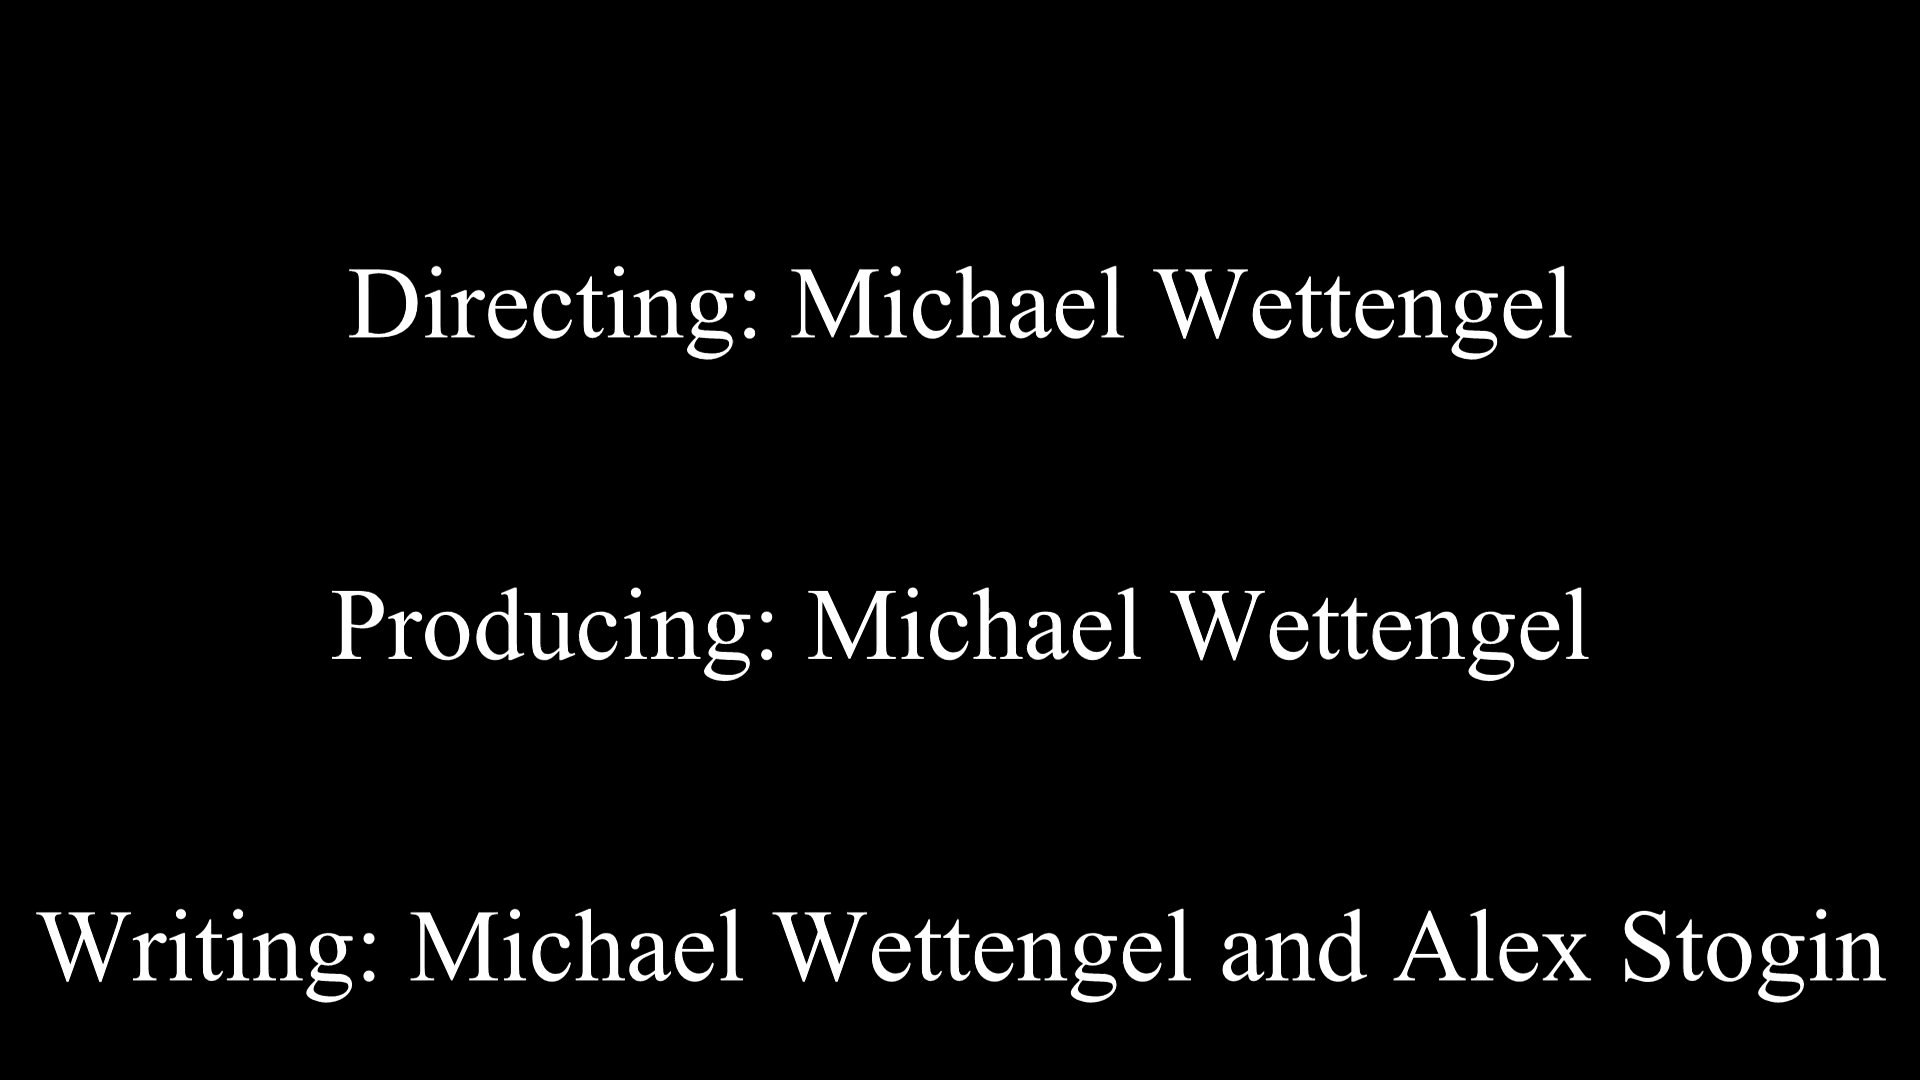 Directing: Michael Wettengel
Producing: Michael Wettengel
Writing: Michael Wettengel and Alex Stogin